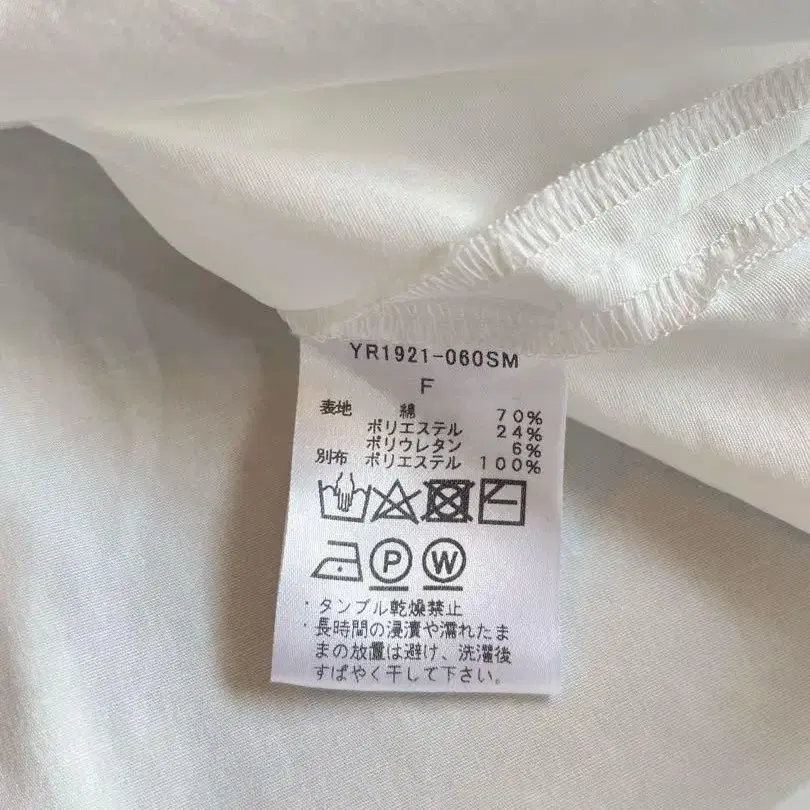 YR1921-060SM
F
表地 綿 70%
ポリエステル 24%
ポリウレタン 6%
別布 ポリエステル 100%
P W
・タンブル乾燥禁止
・長時間の浸漬や濡れたま
まの放置は避け、洗濯後
すばやく干して下さい。